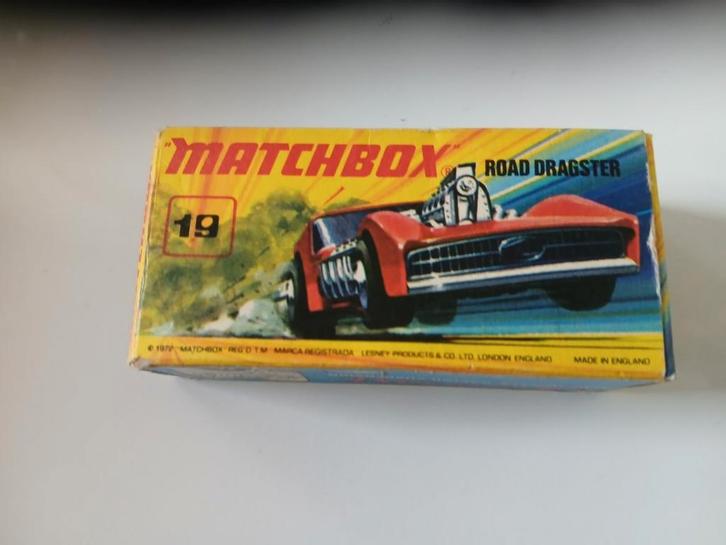 "MATCHBOX"® ROAD DRAGSTER
19
© 1972 MATCHBOX REG'D T.M. MARCA REGISTRADA LESNEY PRODUCTS & CO. LTD. LONDON ENGLAND MADE IN ENGLAND